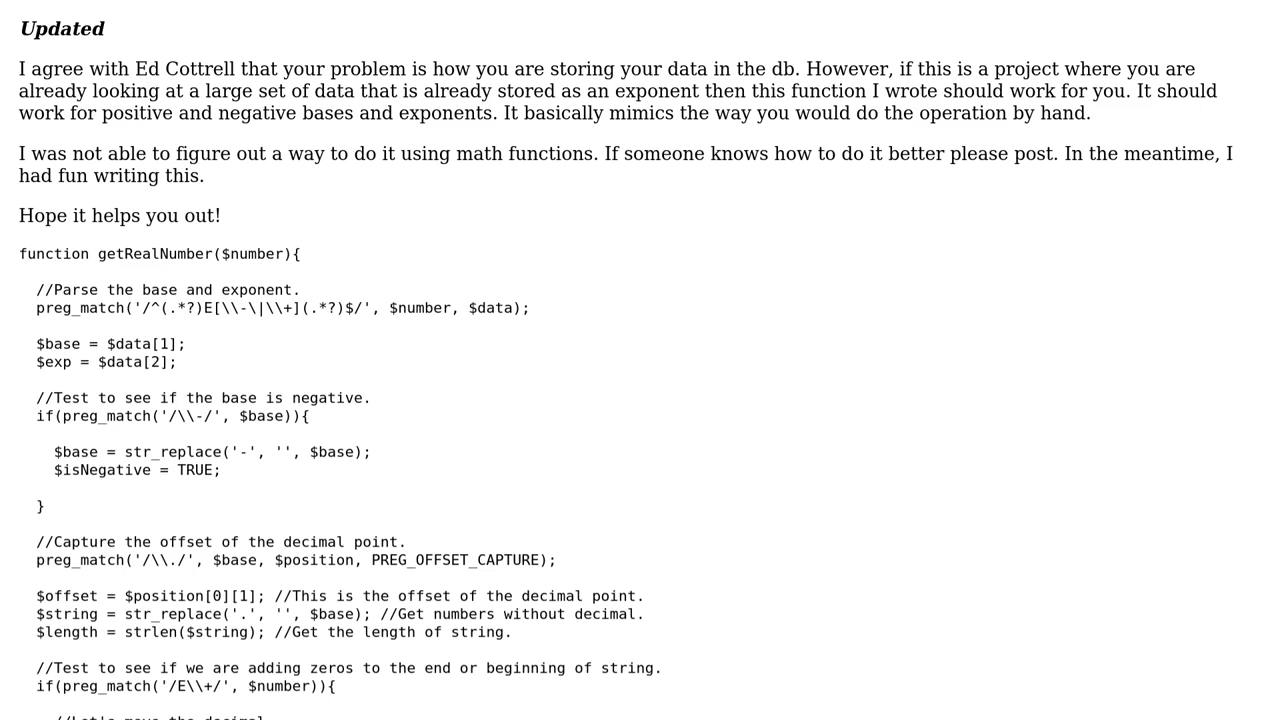 Updated
I agree with Ed Cottrell that your problem is how you are storing your data in the db. However, if this is a project where you are
already looking at a large set of data that is already stored as an exponent then this function I wrote should work for you. It should
work for positive and negative bases and exponents. It basically mimics the way you would do the operation by hand.
I was not able to figure out a way to do it using math functions. If someone knows how to do it better please post. In the meantime, I
had fun writing this.
Hope it helps you out!
function getRealNumber($number){
  //Parse the base and exponent.
  preg_match('/^(.*?)E[\\-\|\\+](.*?)$/', $number, $data);
  $base = $data[1];
  $exp = $data[2];
  //Test to see if the base is negative.
  if(preg_match('/\\-/', $base)){
    $base = str_replace('-', '', $base);
    $isNegative = TRUE;
  }
  //Capture the offset of the decimal point.
  preg_match('/\\./', $base, $position, PREG_OFFSET_CAPTURE);
  $offset = $position[0][1]; //This is the offset of the decimal point.
  $string = str_replace('.', '', $base); //Get numbers without decimal.
  $length = strlen($string); //Get the length of string.
  //Test to see if we are adding zeros to the end or beginning of string.
  if(preg_match('/E\\+/', $number)){
    //Let's move the decimal